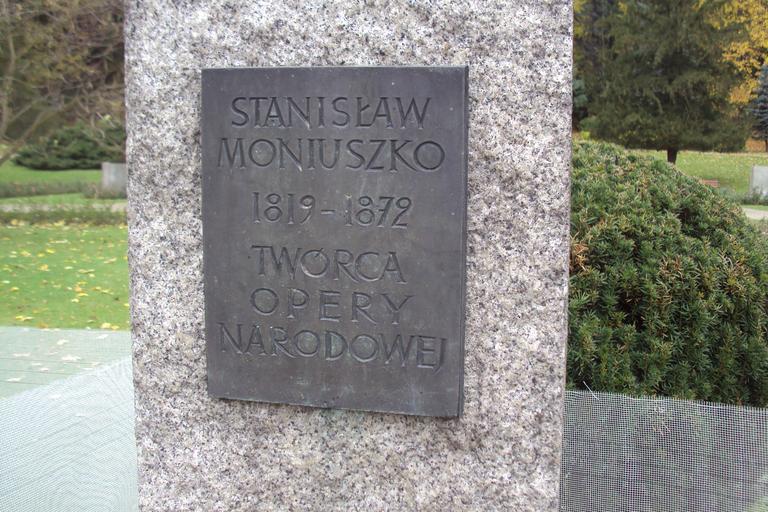 STANISŁAW
MONIUSZKO
1819-1872
TWÓRCA
OPERY
NARODOWEJ